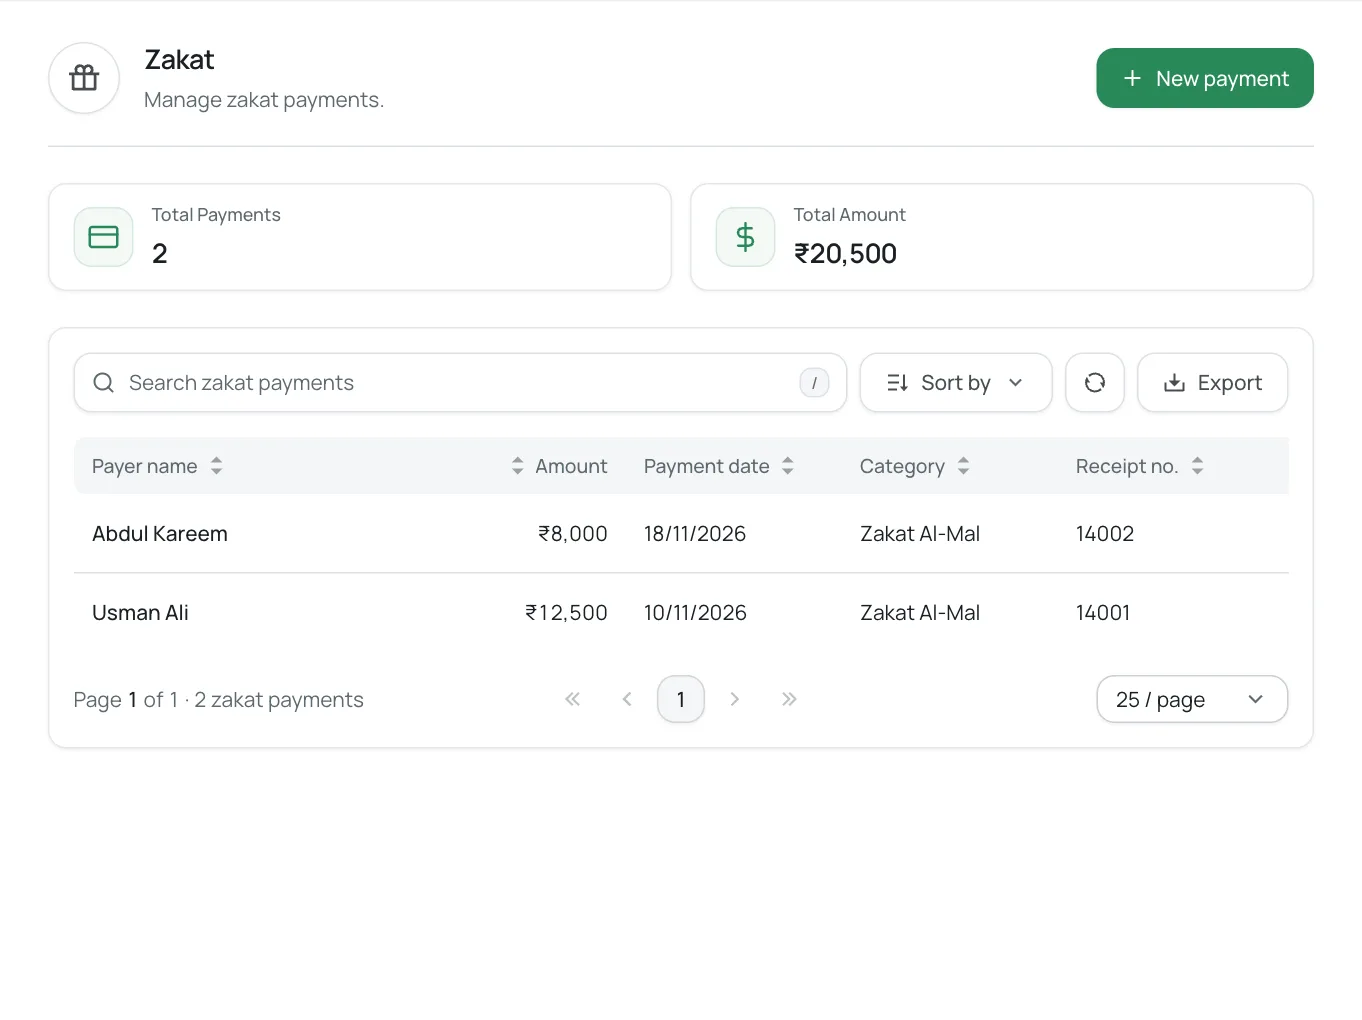 Zakat
Manage zakat payments.
New payment
Total Payments
2
Total Amount
₹20,500
Search zakat payments /
Sort by
Export
Payer name Amount Payment date Category Receipt no.
Abdul Kareem ₹8,000 18/11/2026 Zakat Al-Mal 14002
Usman Ali ₹12,500 10/11/2026 Zakat Al-Mal 14001
Page 1 of 1 · 2 zakat payments
« ‹ 1 › »
25 / page